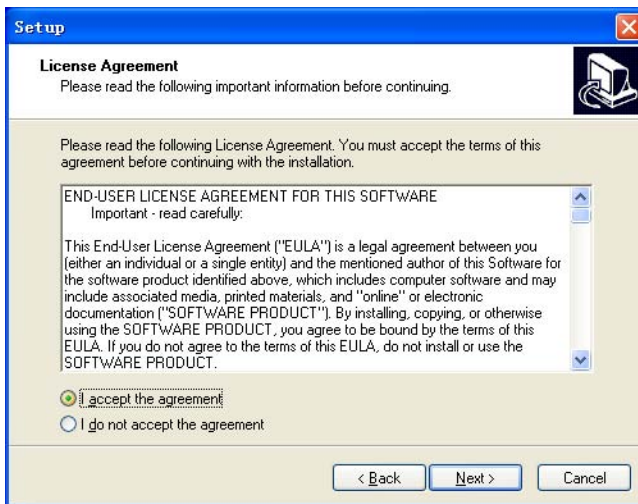 Setup
License Agreement
Please read the following important information before continuing.
Please read the following License Agreement. You must accept the terms of this
agreement before continuing with the installation.
END-USER LICENSE AGREEMENT FOR THIS SOFTWARE
Important - read carefully:
This End-User License Agreement ("EULA") is a legal agreement between you
(either an individual or a single entity) and the mentioned author of this Software for
the software product identified above, which includes computer software and may
include associated media, printed materials, and "online" or electronic
documentation ("SOFTWARE PRODUCT"). By installing, copying, or otherwise
using the SOFTWARE PRODUCT, you agree to be bound by the terms of this
EULA. If you do not agree to the terms of this EULA, do not install or use the
SOFTWARE PRODUCT.
I accept the agreement
I do not accept the agreement
< Back Next > Cancel